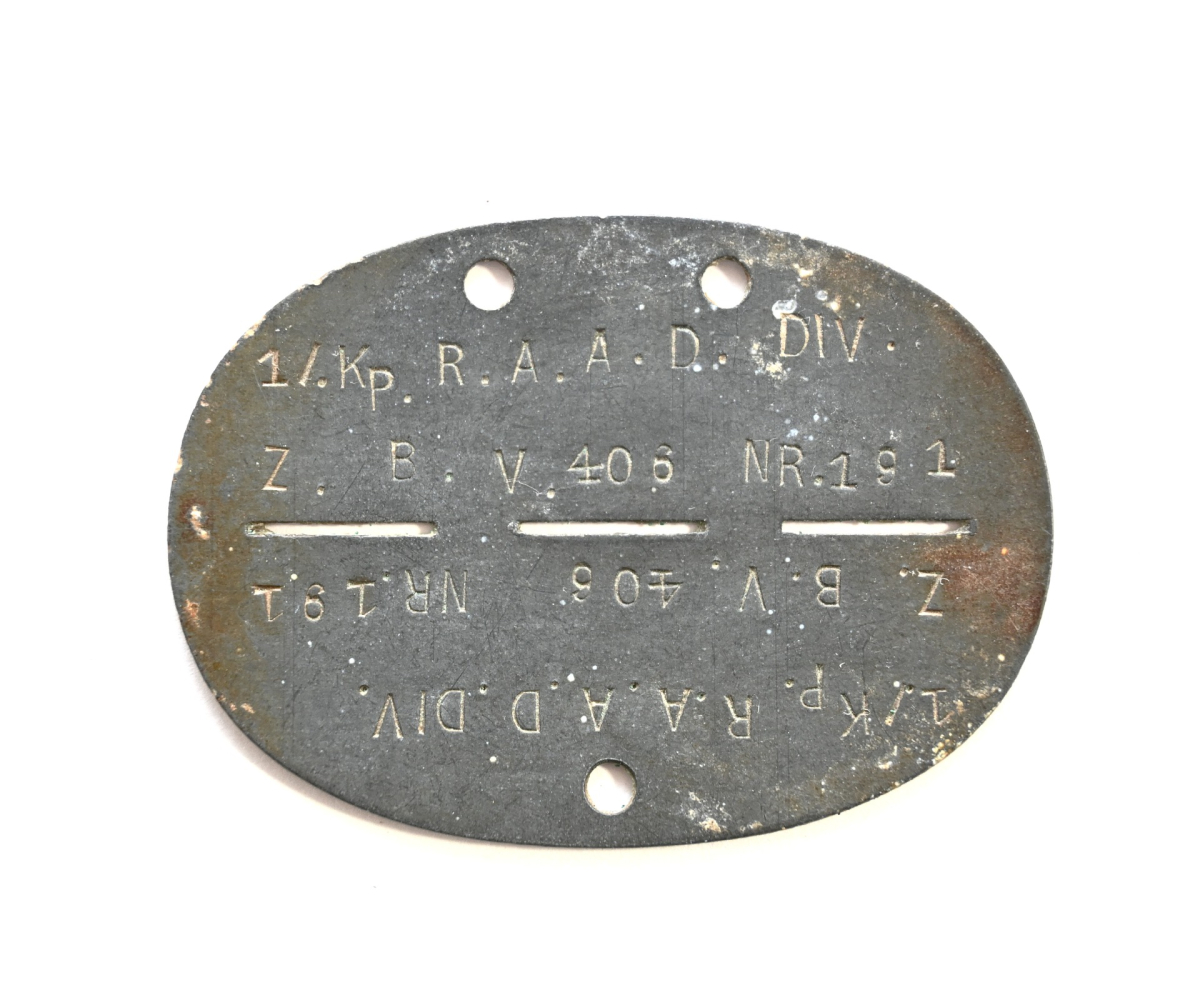 1/.Kp. R.A.A.D. DIV.
Z. B. V.406 NR.191
Z. B. V. 406 NR.191
1./Kp. R.A.A.D.DIV.